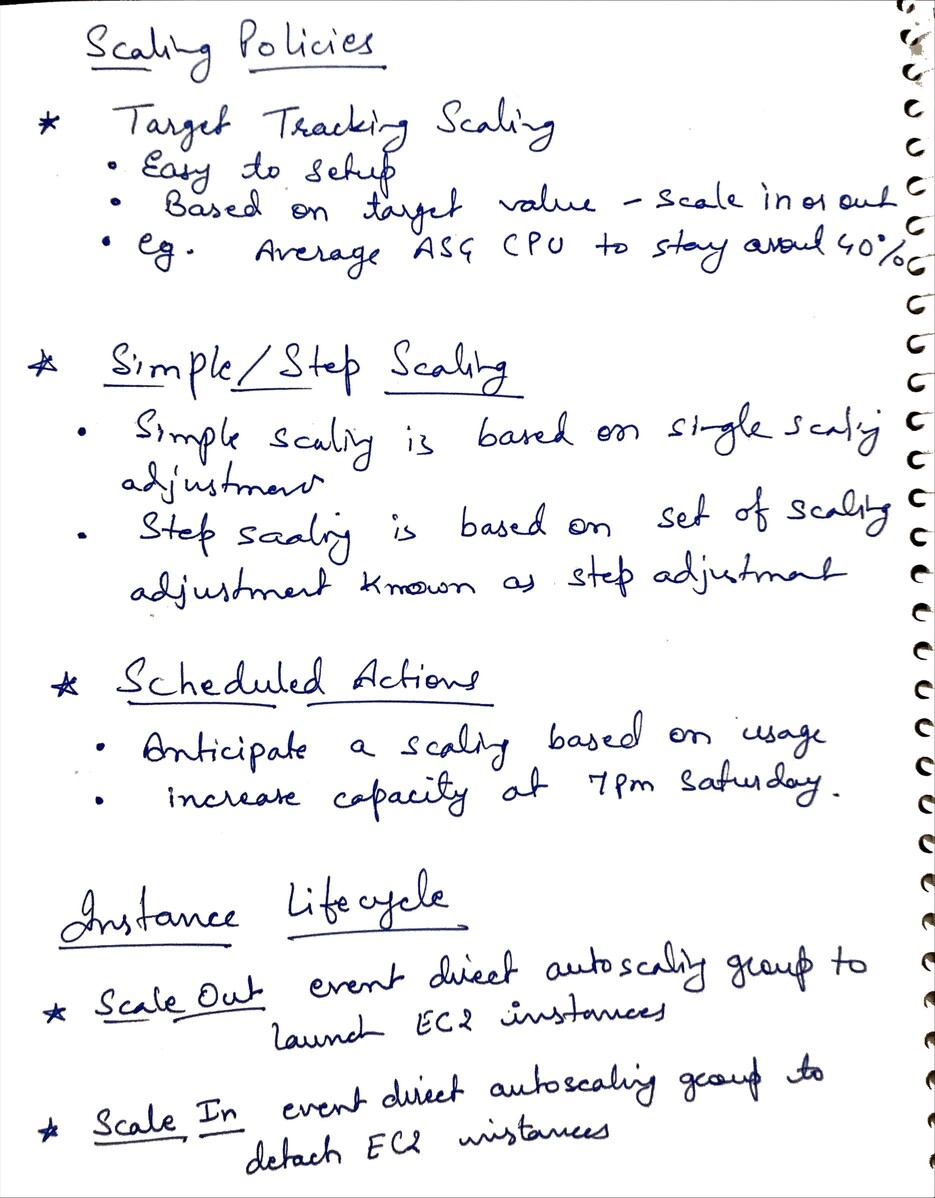 Scaling Policies
* Target Tracking Scaling
• Easy to setup
• Based on target value - scale in or out
• eg. Average ASG CPU to stay around 40%
* Simple/Step Scaling
• Simple scaling is based on single scaling
adjustment
• Step scaling is based on set of scaling
adjustment known as step adjustment
* Scheduled Actions
• Anticipate a scaling based on usage
• increase capacity at 7pm Saturday.
Instance Lifecycle
* Scale Out event direct autoscaling group to
launch EC2 instances
* Scale In event direct autoscaling group to
detach EC2 instances